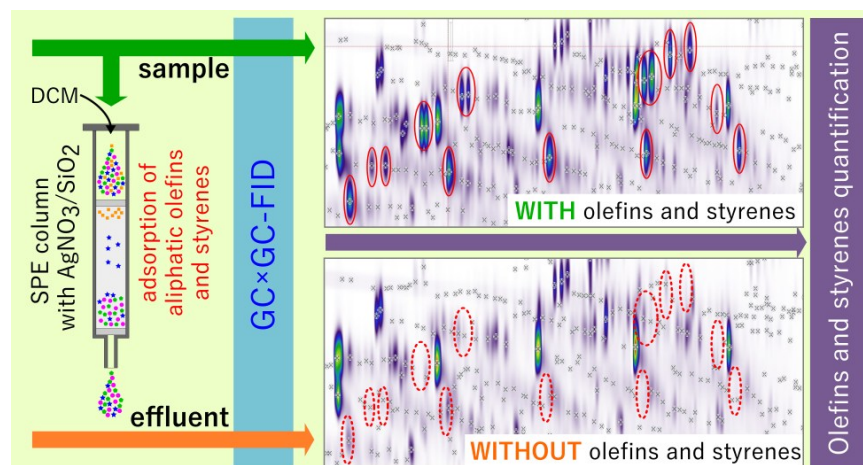 sample
DCM
SPE column
with AgNO3/SiO2
adsorption of
aliphatic olefins
and styrenes
effluent
GC×GC-FID
WITH olefins and styrenes
WITHOUT olefins and styrenes
Olefins and styrenes quantification